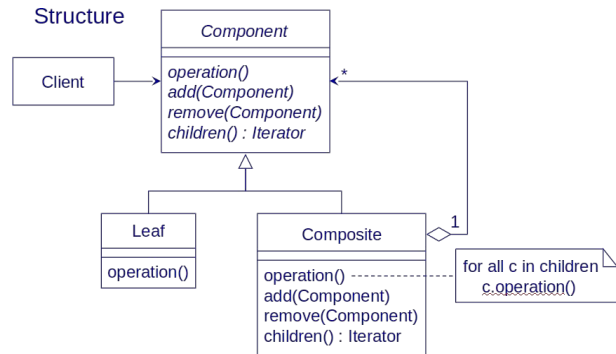 Structure
Component
Client
operation()
add(Component)
remove(Component)
children() : Iterator
*
1
Leaf
operation()
Composite
operation()
add(Component)
remove(Component)
children() : Iterator
for all c in children
c.operation()